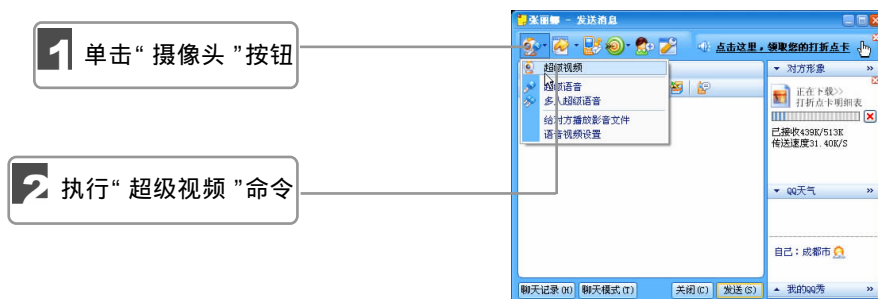 1 单击“摄像头”按钮
2 执行“超级视频”命令
张丽娜 - 发送消息
点击这里，领取您的打折点卡
超级视频
超级语音
多人超级语音
给对方播放影音文件
语音视频设置
对方形象
正在下载>>
打折点卡明细表
已接收439K/513K
传送速度31.40K/S
QQ天气
自己：成都市
聊天记录(H) 聊天模式(T) 关闭(C) 发送(S)
我的QQ秀